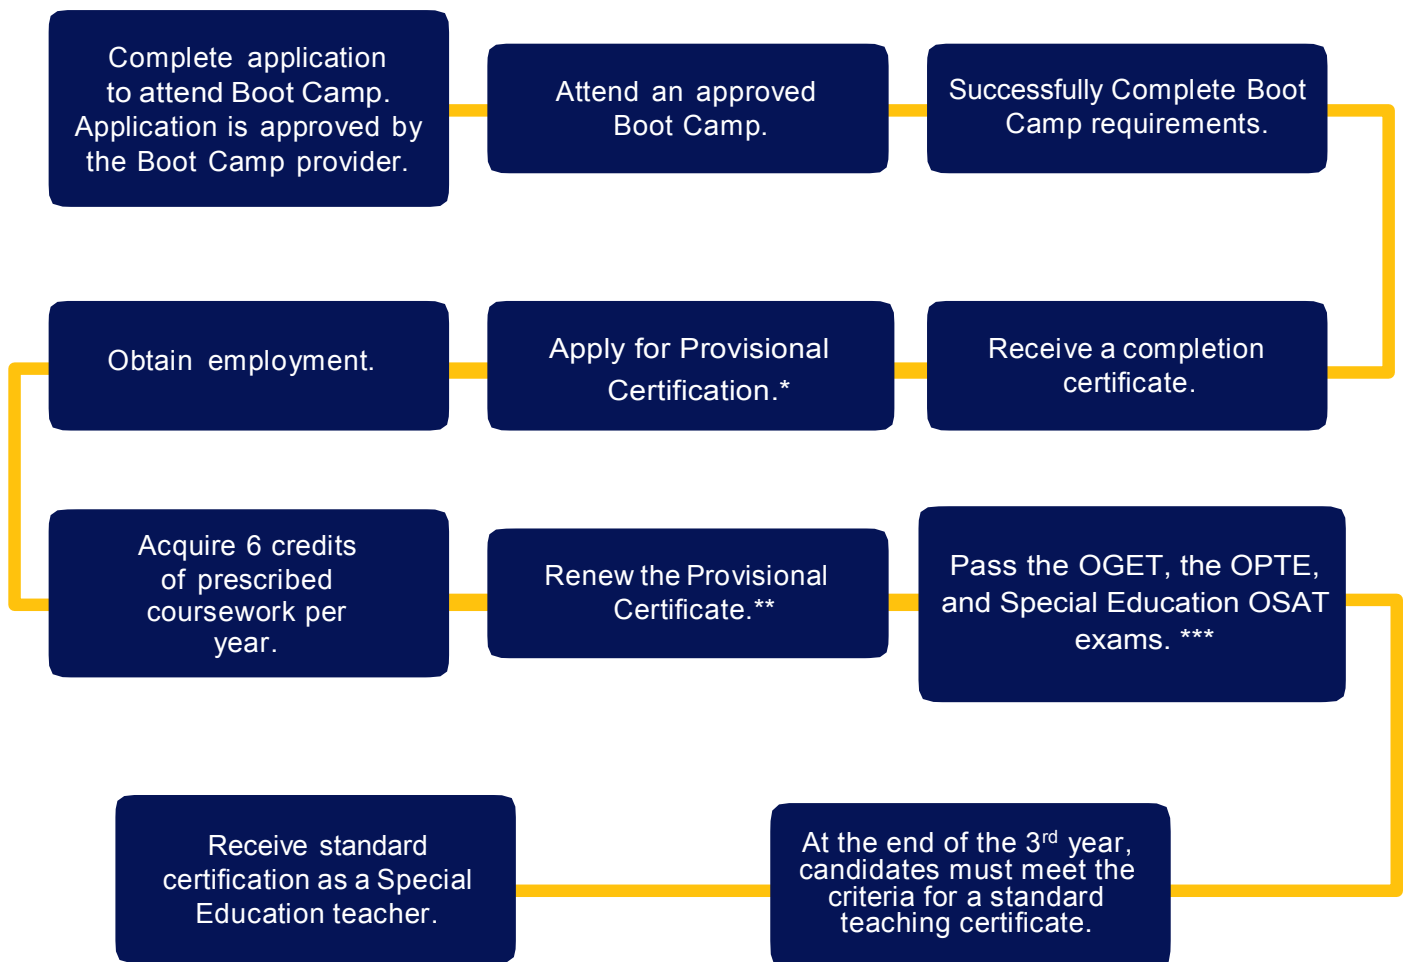 Complete application
to attend Boot Camp.
Application is approved by
the Boot Camp provider.
Attend an approved
Boot Camp.
Successfully Complete Boot
Camp requirements.
Receive a completion
certificate.
Apply for Provisional
Certification.*
Obtain employment.
Acquire 6 credits
of prescribed
coursework per
year.
Renew the Provisional
Certificate.**
Pass the OGET, the OPTE,
and Special Education OSAT
exams. ***
At the end of the 3rd year,
candidates must meet the
criteria for a standard
teaching certificate.
Receive standard
certification as a Special
Education teacher.